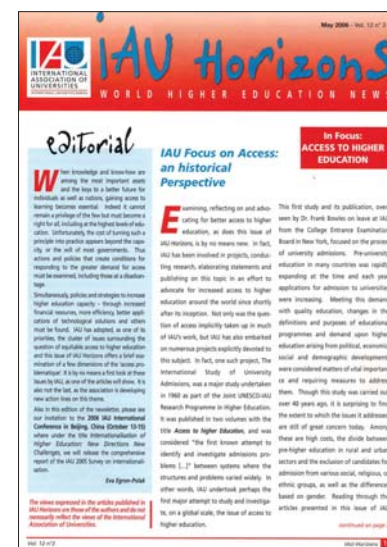 May 2006 - Vol. 12 n° 3
IAU
INTERNATIONAL
ASSOCIATION OF
UNIVERSITIES
IAU Horizons
WORLD HIGHER EDUCATION NEWS
editorial
When knowledge and know-how are
among the most important assets
and the keys to a better future for
individuals as well as nations, gaining access to
learning becomes essential. Indeed it cannot
remain a privilege of the few but must become a
right for all, including at the highest levels of edu-
cation. Unfortunately, the cost of turning such a
principle into practice appears beyond the capa-
city, or the will of most governments. Thus
actions and policies that create conditions for
responding to the greater demand for access
must be examined, including those at a disadvan-
tage.
Simultaneously, policies and strategies to increase
higher education capacity – through increased
financial resources, more efficiency, better appli-
cations of technological solutions and others
must be found. IAU has adopted, as one of its
priorities, the cluster of issues surrounding the
question of equitable access to higher education
and this issue of IAU Horizons offers a brief exa-
mination of a few dimensions of the 'access pro-
blematique'. It is by no means a first look at these
issues by IAU, as one of the articles will show. It is
also not the last, as the association is developing
new action lines on this theme.
Also in this edition of the newsletter, please see
our invitation to the 2006 IAU International
Conference in Beijing, China (October 13-15)
where under the title Internationalisation of
Higher Education: New Directions New
Challenges, we will release the comprehensive
report of the IAU 2005 Survey on Internationali-
sation.
Eva Egron-Polak
The views expressed in the articles published in
IAU Horizons are those of the authors and do not
necessarily reflect the views of the International
Association of Universities.
IAU Focus on Access:
an historical
Perspective
Examining, reflecting on and advo-
cating for better access to higher
education, as does this issue of
IAU Horizons, is by no means new. In fact,
IAU has been involved in projects, conduc-
ting research, elaborating statements and
publishing on this topic in an effort to
advocate for increased access to higher
education around the world since shortly
after its inception. Not only was the ques-
tion of access implicitly taken up in much
of IAU's work, but IAU has also embarked
on numerous projects explicitly devoted to
this subject. In fact, one such project, The
International Study of University
Admissions, was a major study undertaken
in 1960 as part of the Joint UNESCO-IAU
Research Programme in Higher Education.
It was published in two volumes with the
title Access to Higher Education, and was
considered "the first known attempt to
identify and investigate admissions pro-
blems [...]" between systems where the
structures and problems varied widely. In
other words, IAU undertook perhaps the
first major attempt to study and investiga-
te, on a global scale, the issue of access to
higher education.
In Focus:
ACCESS TO HIGHER
EDUCATION
This first study and its publication, over-
seen by Dr. Frank Bowles on leave at IAU
from the College Entrance Examination
Board in New York, focused on the process
of university admissions. Pre-university
education in many countries was rapidly
expanding at the time and each year
applications for admission to universities
were increasing. Meeting this demand
with quality education, changes in the
definitions and purposes of educational
programmes and demand upon higher
education arising from political, economic,
social and demographic development
were considered matters of vital importan-
ce and requiring measures to address
them. Though this study was carried out
over 40 years ago, it is surprising to find
the extent to which the issues it addressed
are still of great concern today. Among
these are high costs, the divide between
pre-higher education in rural and urban
sectors and the exclusion of candidates for
admission from various social, religious, or
ethnic groups, as well as the difference
based on gender. Reading through the
articles presented in this issue of IAU
continued on page
Vol. 12 n°3
IAU Horizons 1